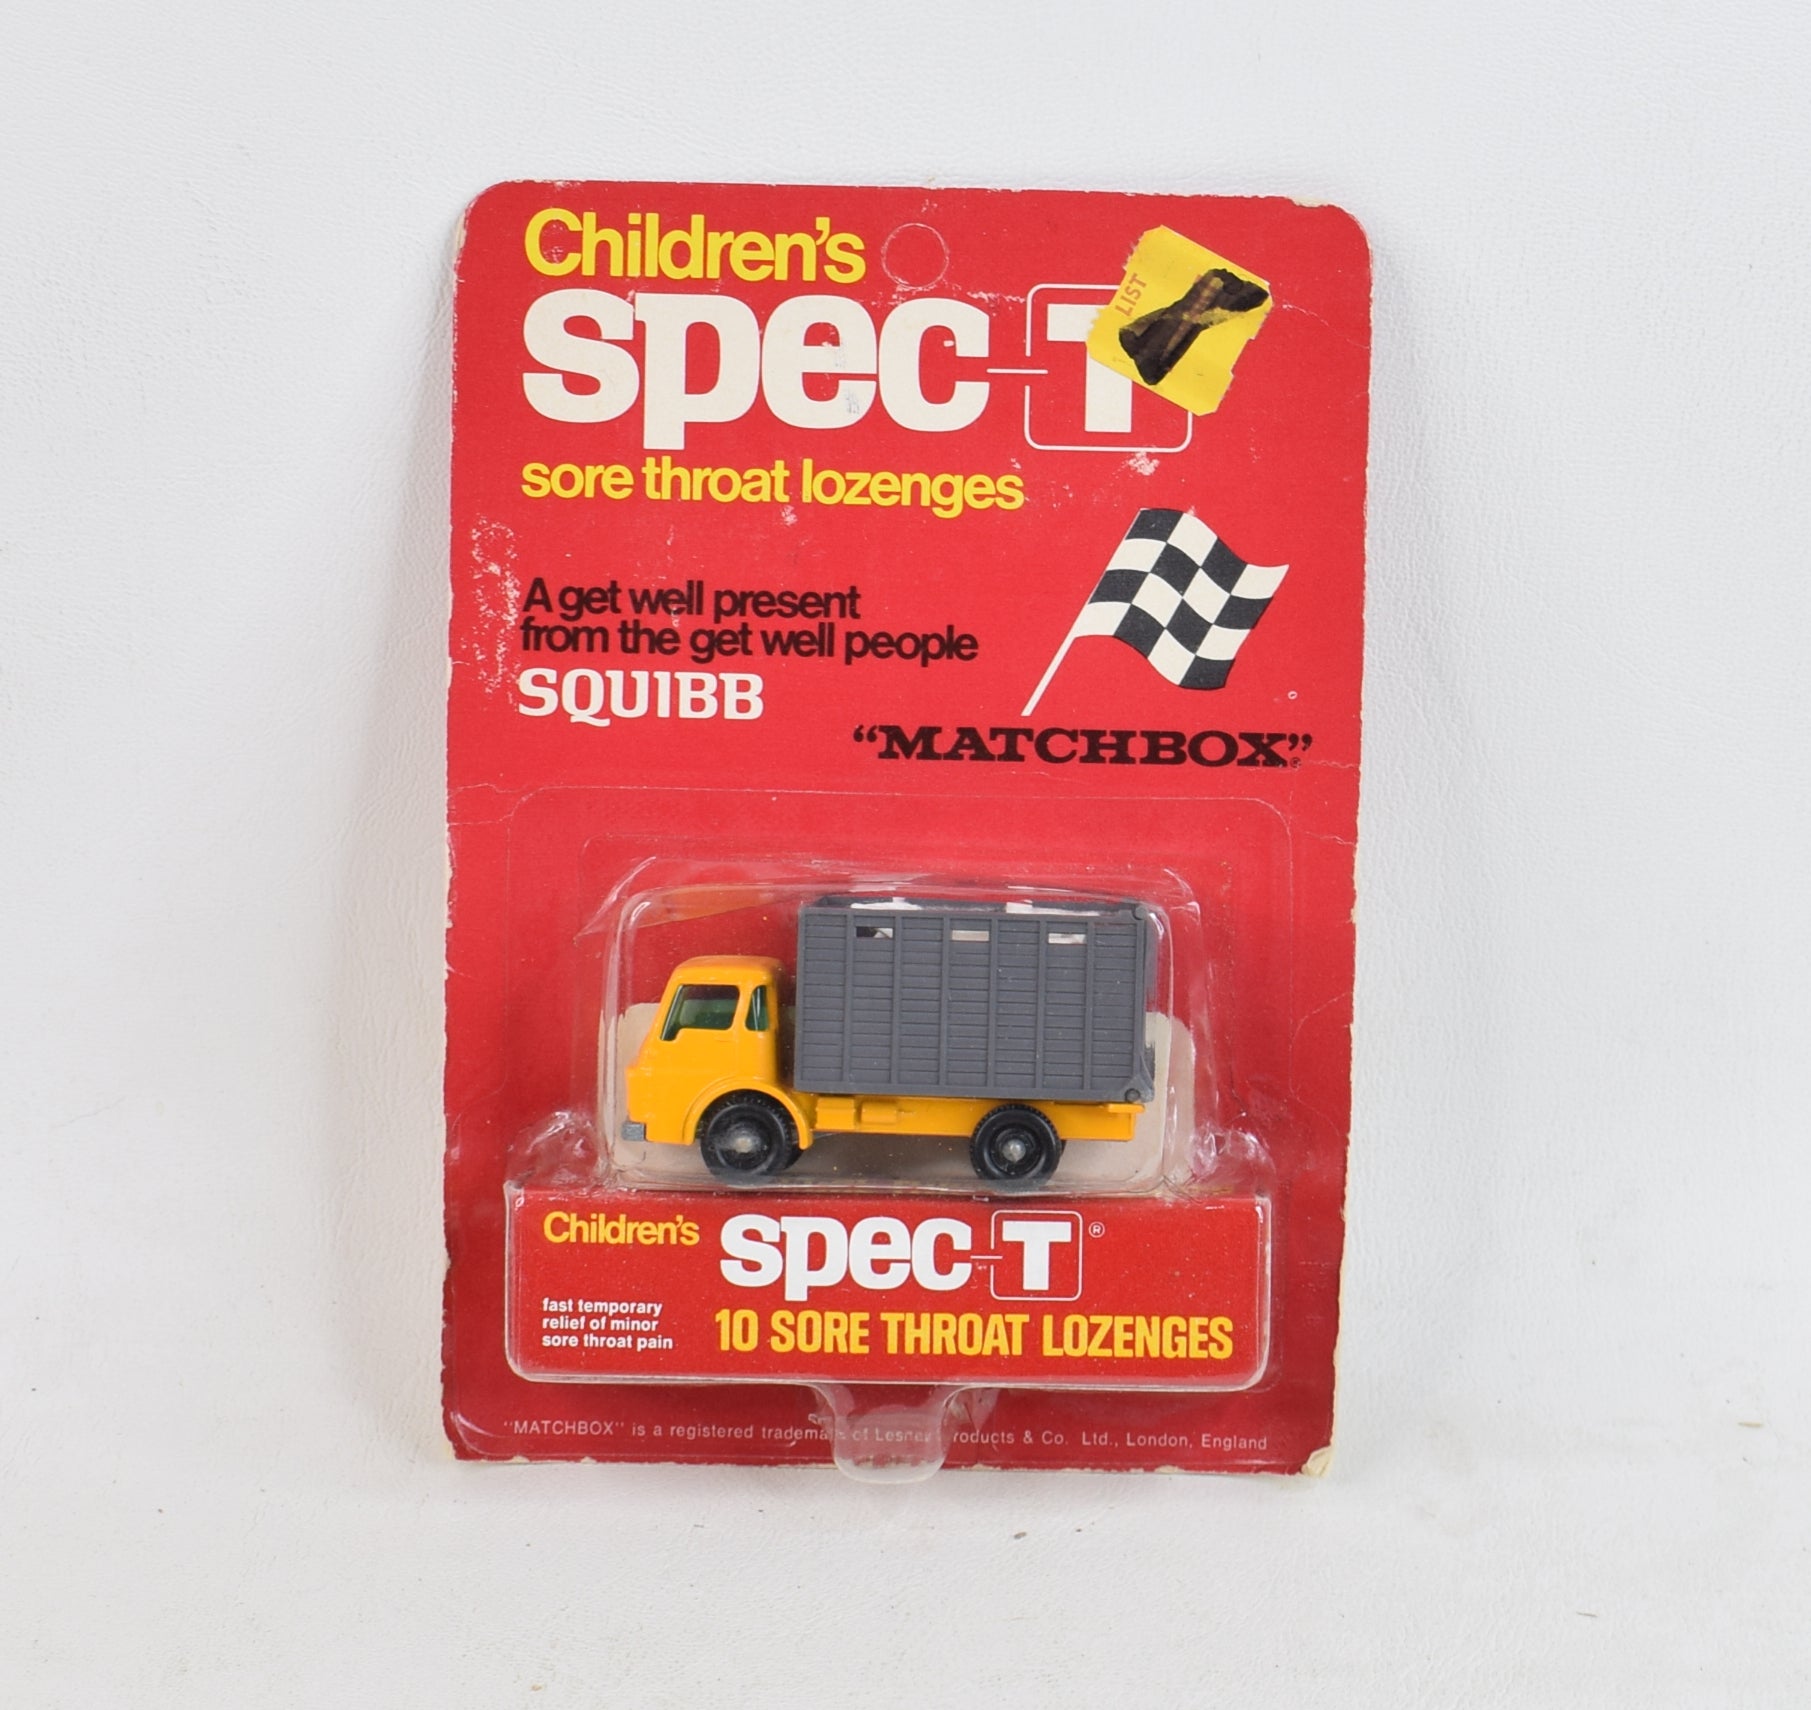 Children's
spec-T
LIST
sore throat lozenges
A get well present
from the get well people
SQUIBB
"MATCHBOX"®
Children's spec-T®
fast temporary
relief of minor
sore throat pain
10 SORE THROAT LOZENGES
"MATCHBOX" is a registered trademark of Lesney Products & Co. Ltd., London, England